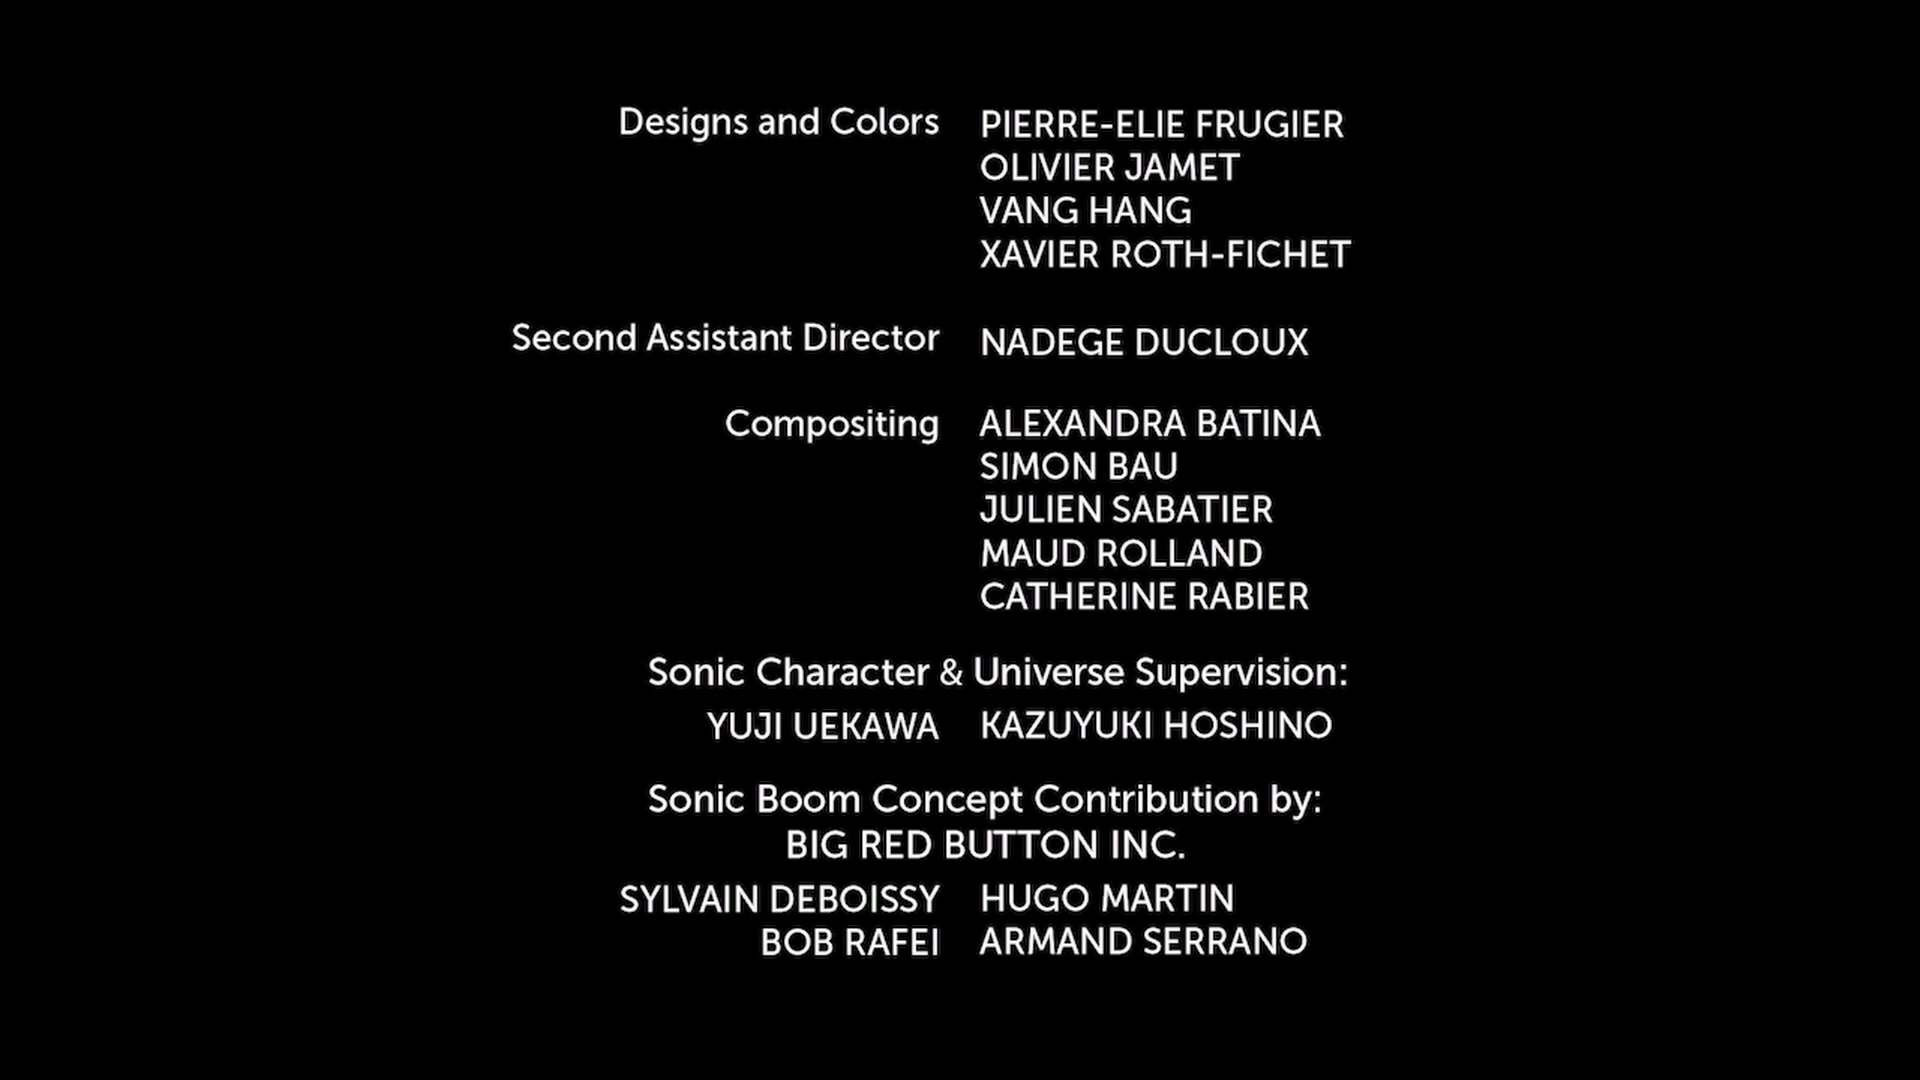 Designs and Colors PIERRE-ELIE FRUGIER
OLIVIER JAMET
VANG HANG
XAVIER ROTH-FICHET
Second Assistant Director NADEGE DUCLOUX
Compositing ALEXANDRA BATINA
SIMON BAU
JULIEN SABATIER
MAUD ROLLAND
CATHERINE RABIER
Sonic Character & Universe Supervision:
YUJI UEKAWA KAZUYUKI HOSHINO
Sonic Boom Concept Contribution by:
BIG RED BUTTON INC.
SYLVAIN DEBOISSY HUGO MARTIN
BOB RAFEI ARMAND SERRANO